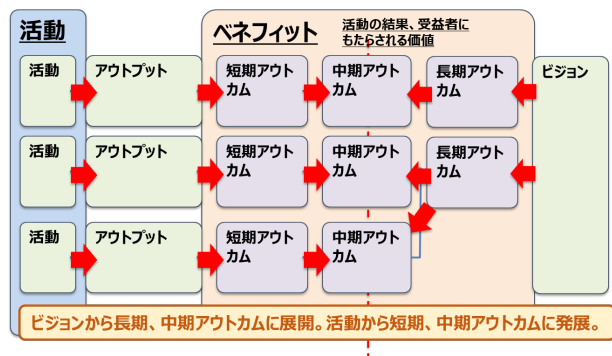 活動
ベネフィット
活動の結果、受益者に
もたらされる価値
活動
アウトプット
短期アウト
カム
中期アウト
カム
長期アウト
カム
ビジョン
活動
アウトプット
短期アウト
カム
中期アウト
カム
長期アウト
カム
活動
アウトプット
短期アウト
カム
中期アウト
カム
ビジョンから長期、中期アウトカムに展開。活動から短期、中期アウトカムに発展。